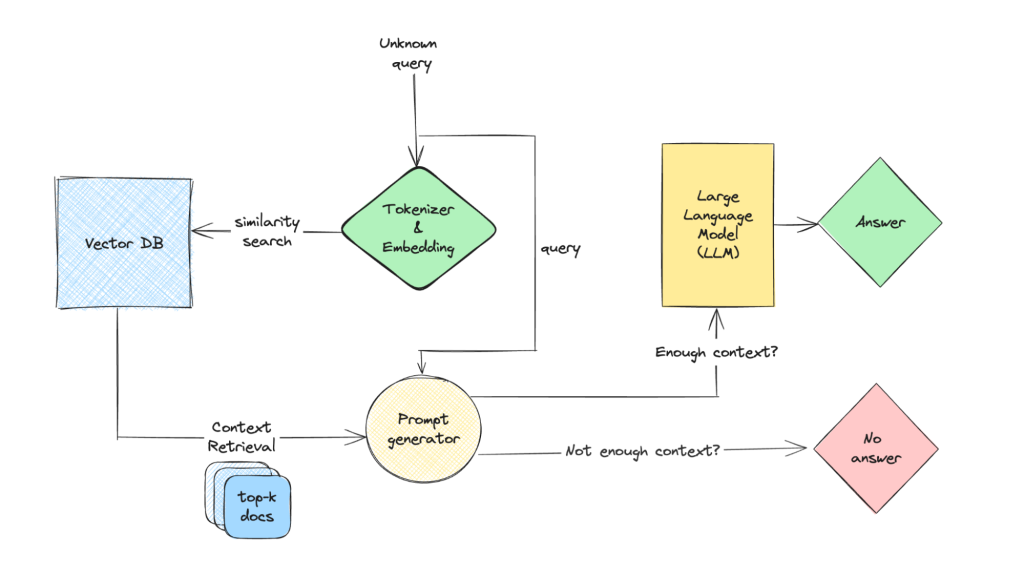 Unknown
query
Tokenizer
&
Embedding
similarity
search
Vector DB
query
Large
Language
Model
(LLM)
Answer
Enough context?
Prompt
generator
Context
Retrieval
top-k
docs
Not enough context?
No
answer